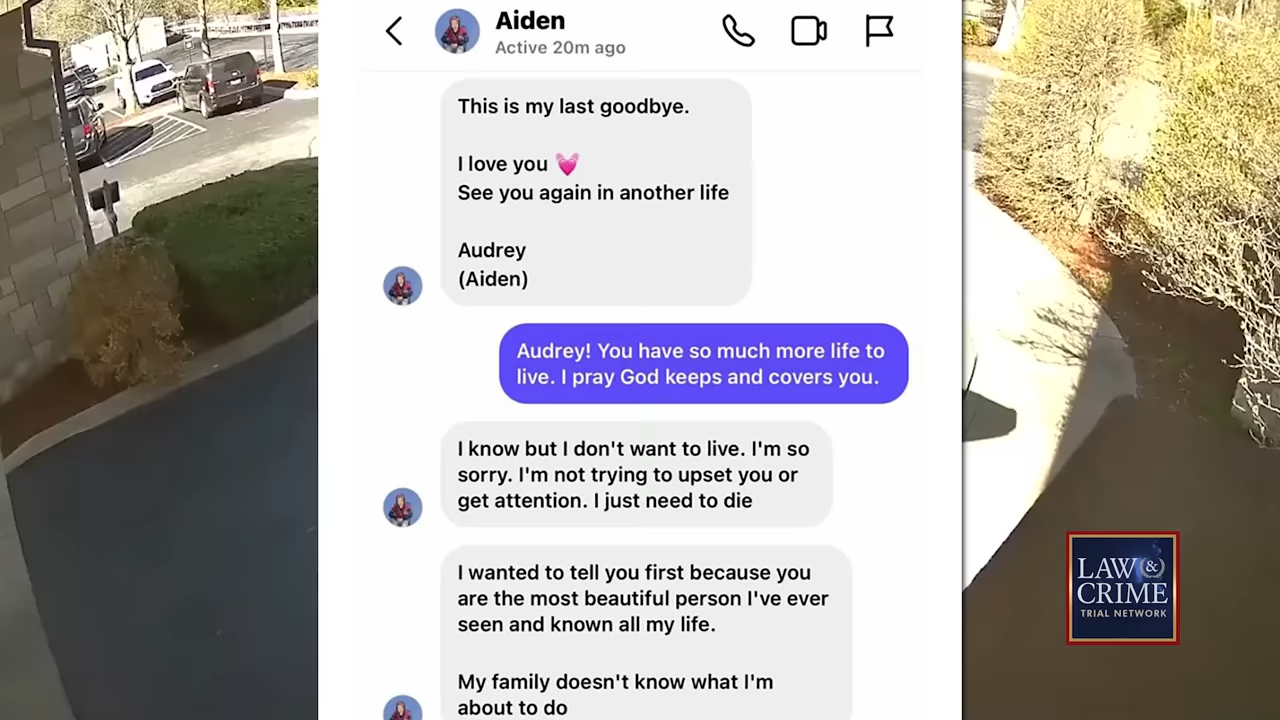 Aiden
Active 20m ago
This is my last goodbye.
I love you 💓
See you again in another life
Audrey
(Aiden)
Audrey! You have so much more life to
live. I pray God keeps and covers you.
I know but I don't want to live. I'm so
sorry. I'm not trying to upset you or
get attention. I just need to die
I wanted to tell you first because you
are the most beautiful person I've ever
seen and known all my life.
My family doesn't know what I'm
about to do
LAW &
CRIME
TRIAL NETWORK